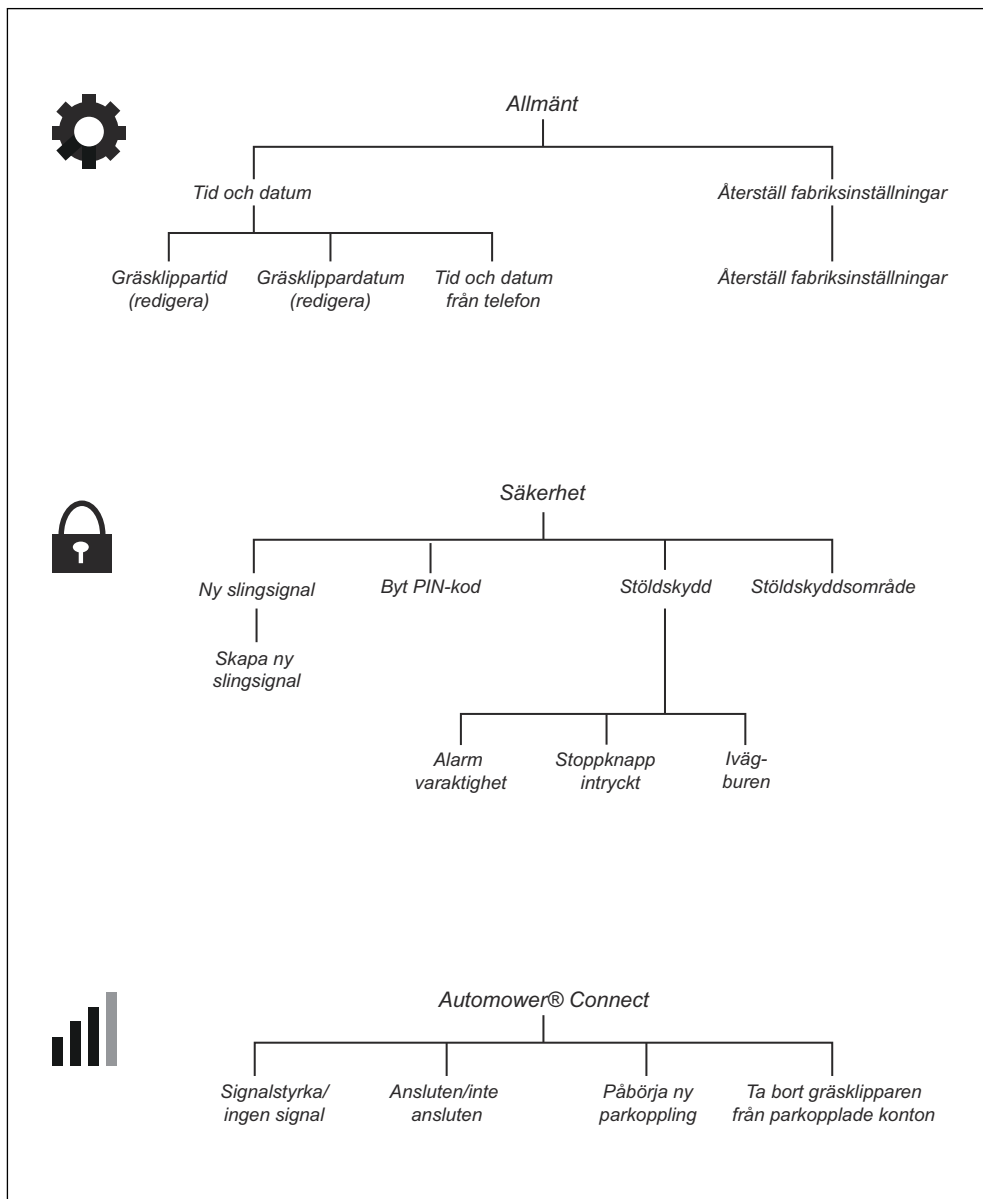 Allmänt
Tid och datum
Återställ fabriksinställningar
Gräsklippartid
(redigera)
Gräsklippardatum
(redigera)
Tid och datum
från telefon
Återställ fabriksinställningar
Säkerhet
Ny slingsignal
Byt PIN-kod
Stöldskydd
Stöldskyddsområde
Skapa ny
slingsignal
Alarm
varaktighet
Stoppknapp
intryckt
Iväg-
buren
Automower® Connect
Signalstyrka/
ingen signal
Ansluten/inte
ansluten
Påbörja ny
parkoppling
Ta bort gräsklipparen
från parkopplade konton